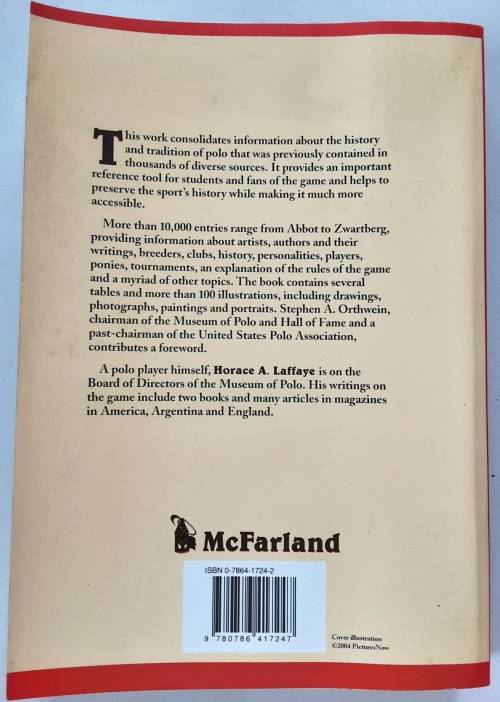 This work consolidates information about the history
and tradition of polo that was previously contained in
thousands of diverse sources. It provides an important
reference tool for students and fans of the game and helps to
preserve the sport's history while making it much more
accessible.
More than 10,000 entries range from Abbot to Zwartberg,
providing information about artists, authors and their
writings, breeders, clubs, history, personalities, players,
ponies, tournaments, an explanation of the rules of the game
and a myriad of other topics. The book contains several
tables and more than 100 illustrations, including drawings,
photographs, paintings and portraits. Stephen A. Orthwein,
chairman of the Museum of Polo and Hall of Fame and a
past-chairman of the United States Polo Association,
contributes a foreword.
A polo player himself, Horace A. Laffaye is on the
Board of Directors of the Museum of Polo. His writings on
the game include two books and many articles in magazines
in America, Argentina and England.
McFarland
ISBN 0-7864-1724-2
9 780786 417247
Cover illustration
©2004 PicturesNow